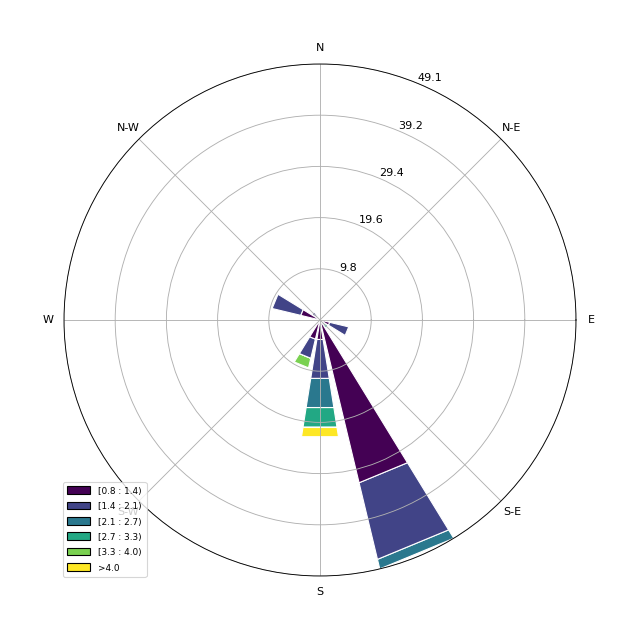 N
49.1
N-W
39.2
N-E
29.4
19.6
9.8
W
E
[0.8 : 1.4)
[1.4 : 2.1)
S-W
S-E
[2.1 : 2.7)
[2.7 : 3.3)
[3.3 : 4.0)
>4.0
S